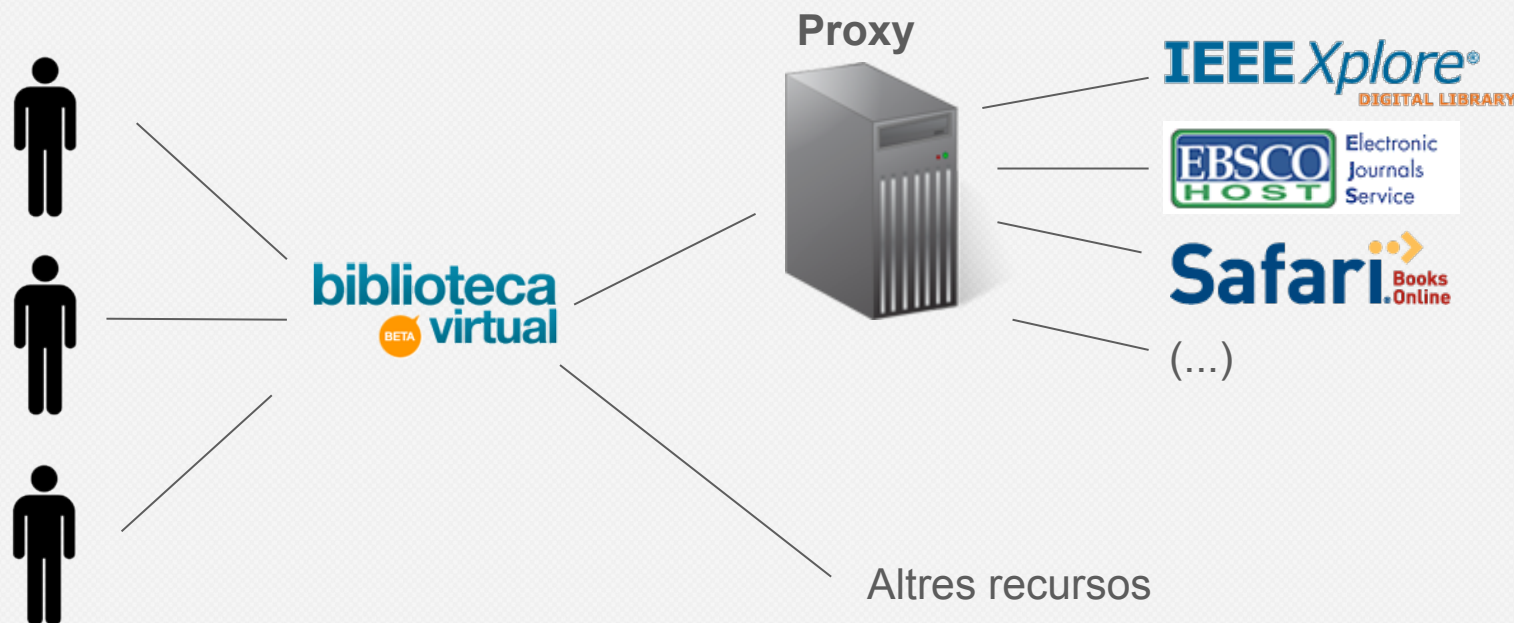 Proxy
IEEE Xplore®
DIGITAL LIBRARY
EBSCO
HOST
Electronic
Journals
Service
Safari
Books
Online
(...)
biblioteca
BETA virtual
Altres recursos